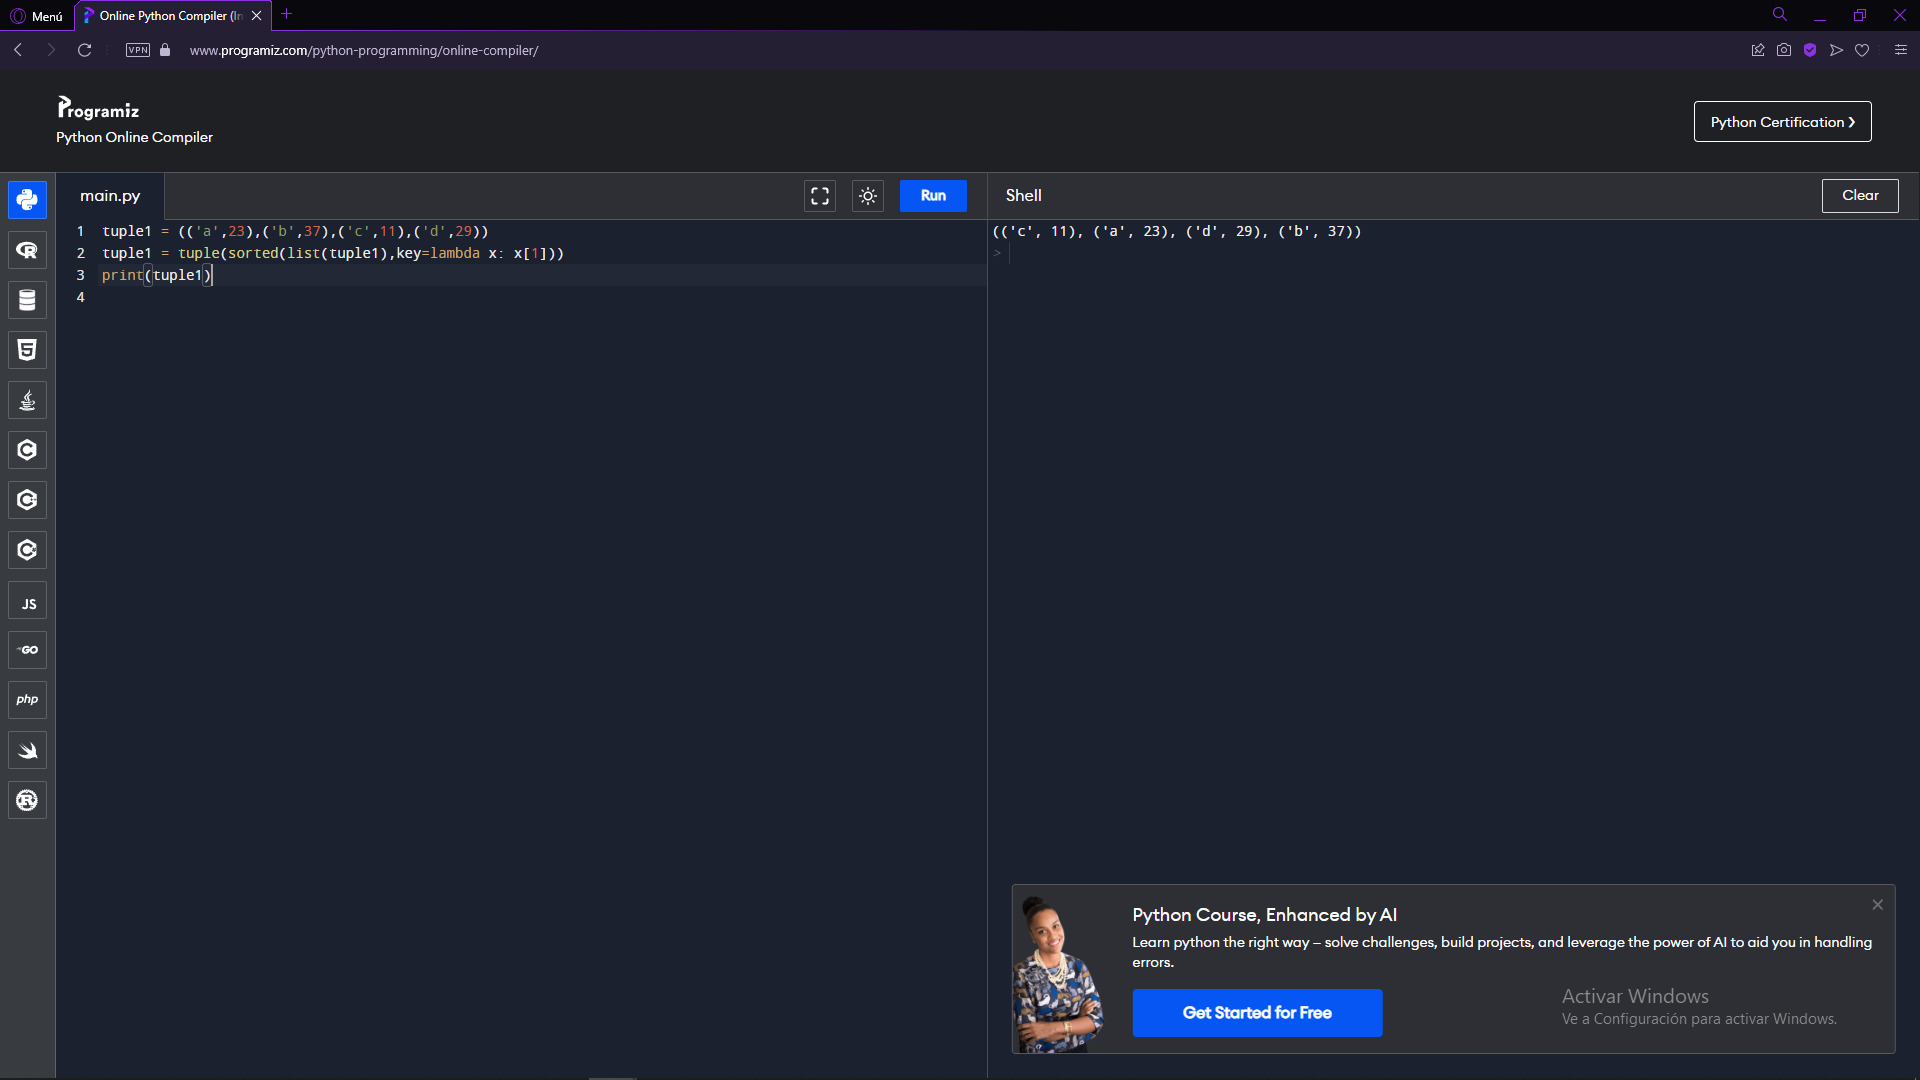 Menú
Online Python Compiler (In
VPN
www.programiz.com/python-programming/online-compiler/
Programiz
Python Online Compiler
Python Certification ❯
main.py
Run
Shell
Clear
1 tuple1 = (('a',23),('b',37),('c',11),('d',29))
2 tuple1 = tuple(sorted(list(tuple1),key=lambda x: x[1]))
3 print(tuple1)
4
(('c', 11), ('a', 23), ('d', 29), ('b', 37))
>
R
5
C
C
C
JS
GO
php
R
Python Course, Enhanced by AI
Learn python the right way – solve challenges, build projects, and leverage the power of AI to aid you in handling
errors.
Get Started for Free
Activar Windows
Ve a Configuración para activar Windows.